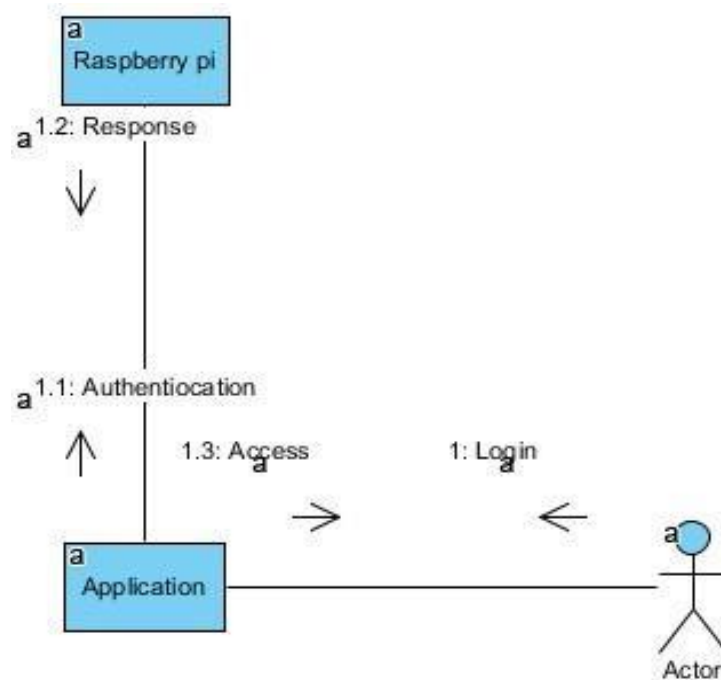 a
Raspberry pi
a 1.2: Response
a 1.1: Authentiocation
1.3: Access
a
1: Login
a
a
Application
a
Actor